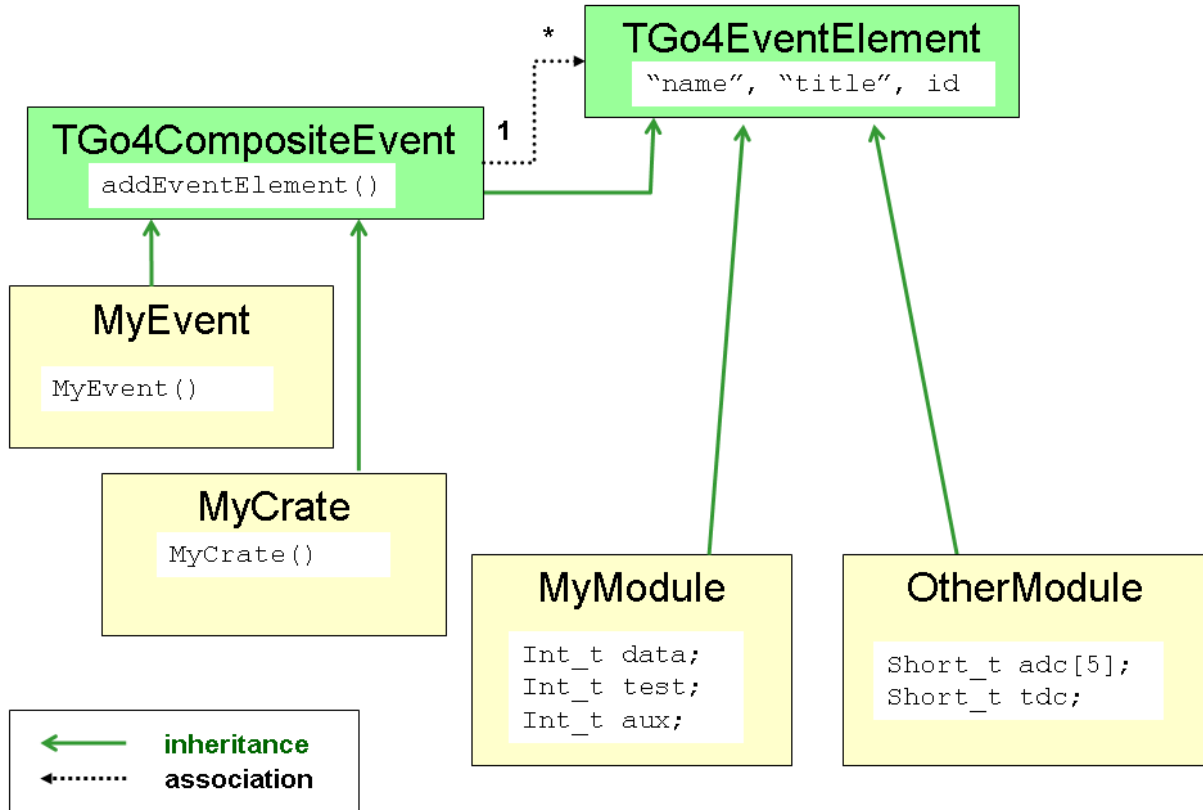 *
TGo4EventElement
“name”, “title”, id
1
TGo4CompositeEvent
addEventElement()
MyEvent
MyEvent()
MyCrate
MyCrate()
MyModule
Int_t data;
Int_t test;
Int_t aux;
OtherModule
Short_t adc[5];
Short_t tdc;
inheritance
association